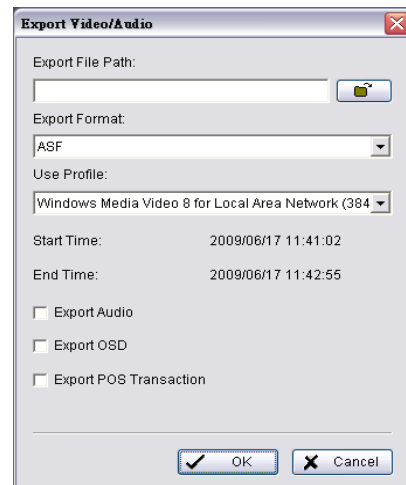 Export Video/Audio
Export File Path:
Export Format:
ASF
Use Profile:
Windows Media Video 8 for Local Area Network (384
Start Time: 2009/06/17 11:41:02
End Time: 2009/06/17 11:42:55
Export Audio
Export OSD
Export POS Transaction
OK Cancel